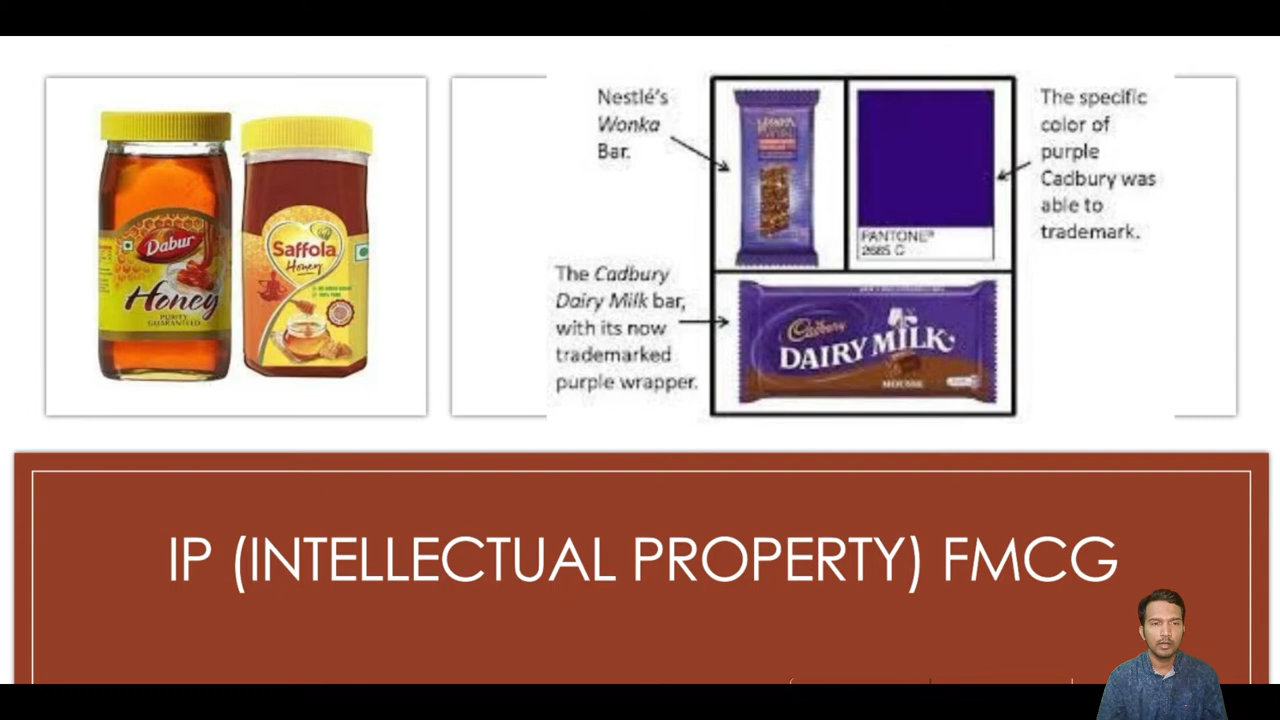 Dabur
Honey
PURITY
GUARANTEED
Saffola
Honey
Nestlé's
Wonka
Bar.
The specific
color of
purple
Cadbury was
able to
trademark.
PANTONE®
2685 C
The Cadbury
Dairy Milk bar,
with its now
trademarked
purple wrapper.
Cadbury
DAIRY MILK
MOUSSE
IP (INTELLECTUAL PROPERTY) FMCG